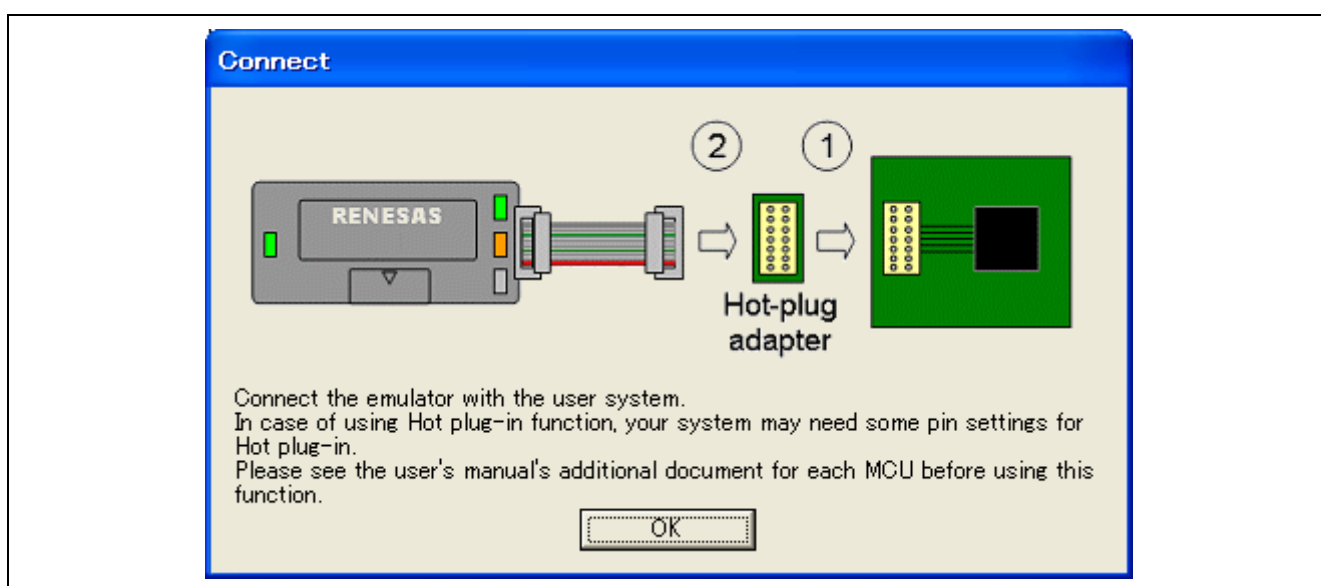 Connect
2
1
RENESAS
Hot-plug
adapter
Connect the emulator with the user system.
In case of using Hot plug-in function, your system may need some pin settings for
Hot plug-in.
Please see the user's manual's additional document for each MCU before using this
function.
OK